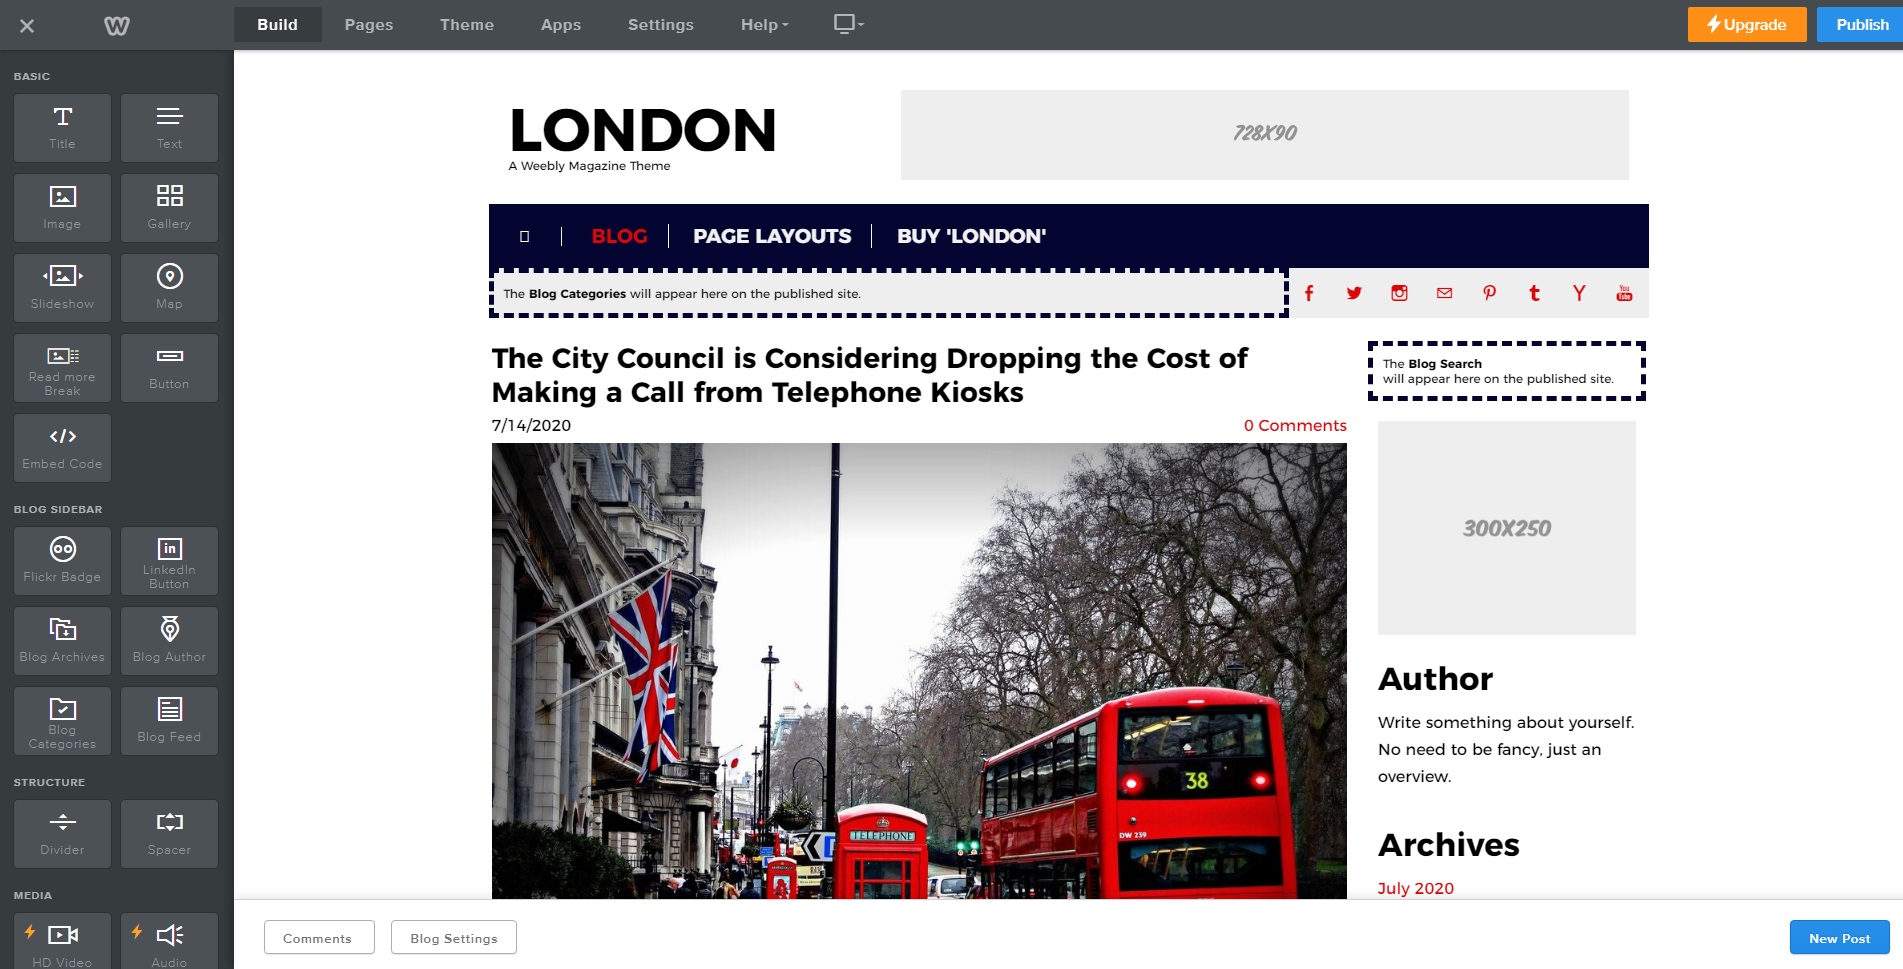 Build
Pages
Theme
Apps
Settings
Help
Upgrade
Publish
BASIC
Title
Text
Image
Gallery
Slideshow
Map
Read more
Break
Button
Embed Code
BLOG SIDEBAR
Flickr Badge
LinkedIn
Button
Blog Archives
Blog Author
Blog
Categories
Blog Feed
STRUCTURE
Divider
Spacer
MEDIA
HD Video
Audio
LONDON
A Weebly Magazine Theme
728X90
BLOG
PAGE LAYOUTS
BUY 'LONDON'
The Blog Categories will appear here on the published site.
The City Council is Considering Dropping the Cost of
Making a Call from Telephone Kiosks
7/14/2020
0 Comments
TELEPHONE
38
DW 259
The Blog Search
will appear here on the published site.
300X250
Author
Write something about yourself.
No need to be fancy, just an
overview.
Archives
July 2020
Comments
Blog Settings
New Post